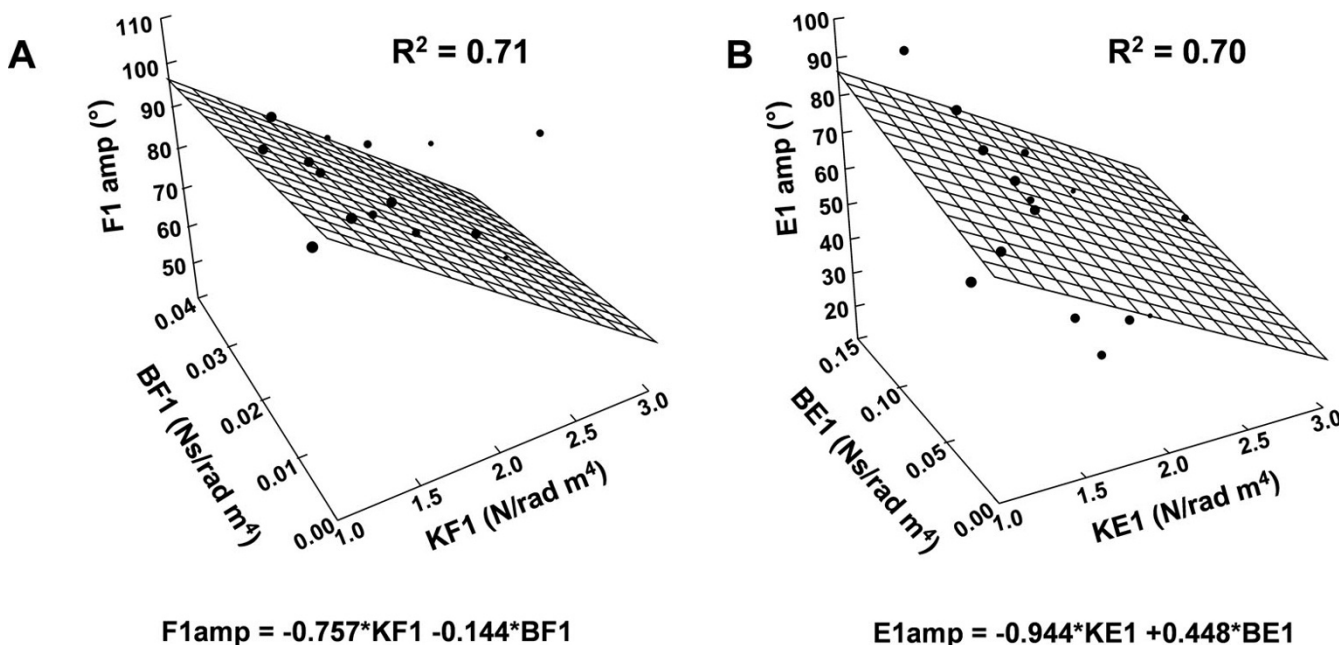 A
R² = 0.71
F1 amp (°)
110
100
90
80
70
60
50
0.04
0.03
0.02
0.01
0.00
BF1 (Ns/rad m⁴)
1.0
1.5
2.0
2.5
3.0
KF1 (N/rad m⁴)
F1amp = -0.757*KF1 -0.144*BF1
B
R² = 0.70
E1 amp (°)
100
90
80
70
60
50
40
30
20
0.15
0.10
0.05
0.00
BE1 (Ns/rad m⁴)
1.0
1.5
2.0
2.5
3.0
KE1 (N/rad m⁴)
E1amp = -0.944*KE1 +0.448*BE1